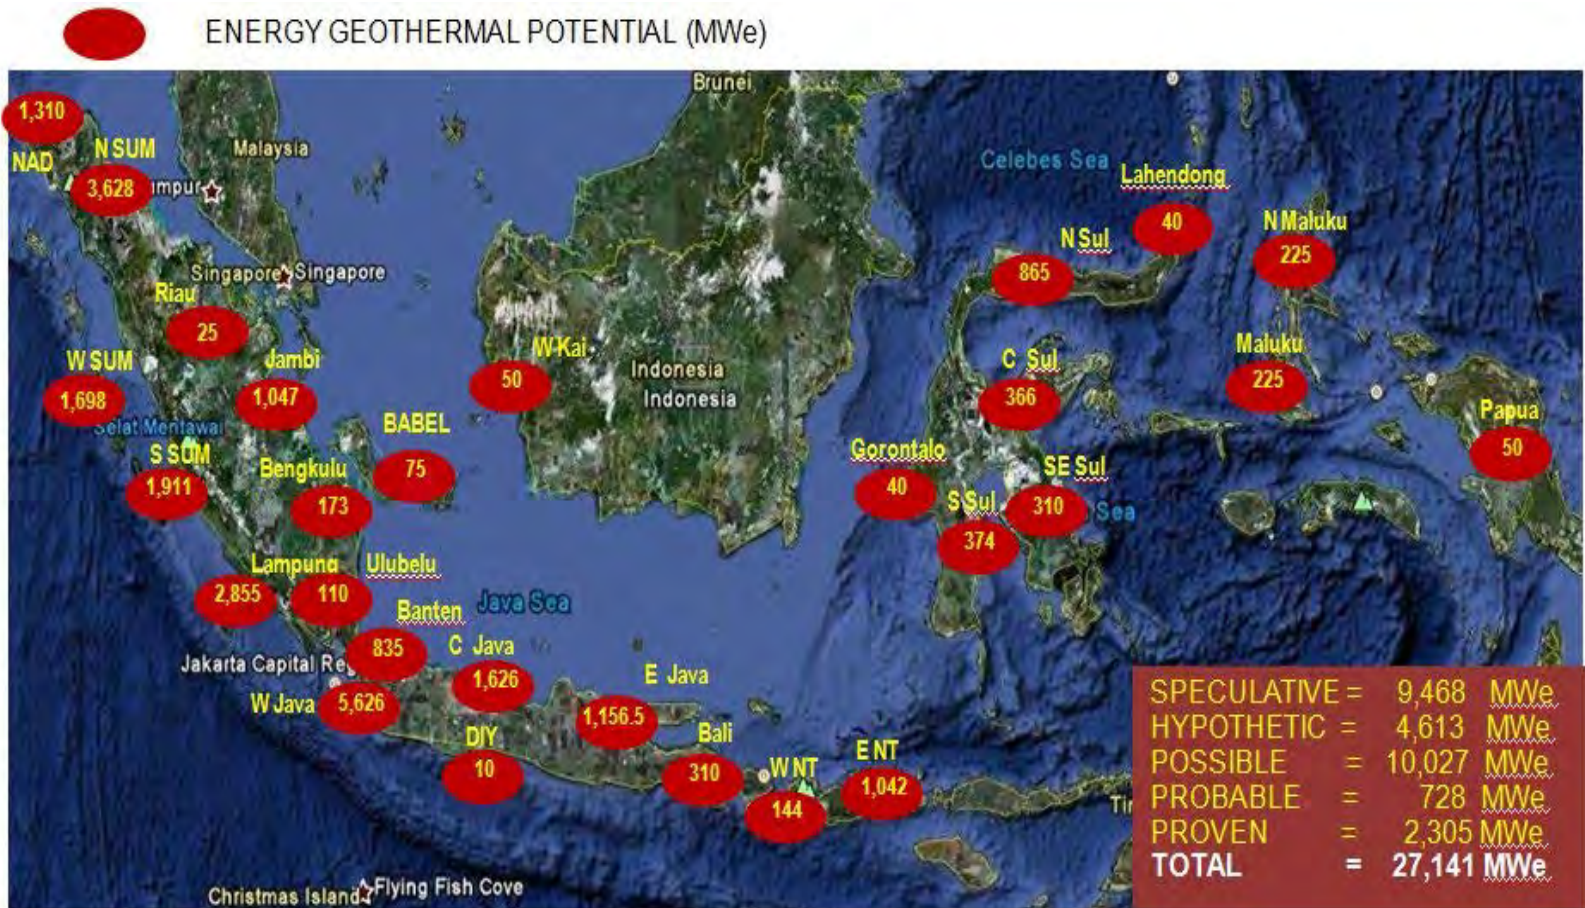 ENERGY GEOTHERMAL POTENTIAL (MWe)
Brunei
1,310
NAD
N SUM
3,628
Malaysia
umpur
Celebes Sea
Lahendong
40
N Sul
865
N Maluku
225
Singapore Singapore
Riau
25
W SUM
1,698
Jambi
1,047
W Kai
50
Indonesia
Indonesia
C Sul
366
Maluku
225
Papua
50
Selat Mentawai
S SUM
1,911
BABEL
75
Bengkulu
173
Gorontalo
40
SE Sul
310
Sea
S Sul
374
Lampung
2,855
Ulubelu
110
Banten
835
Java Sea
Jakarta Capital Re
C Java
1,626
W Java
5,626
E Java
1,156.5
DIY
10
Bali
310
W NT
144
E NT
1,042
Tir
Christmas Island
Flying Fish Cove
SPECULATIVE = 9,468 MWe
HYPOTHETIC = 4,613 MWe
POSSIBLE = 10,027 MWe
PROBABLE = 728 MWe
PROVEN = 2,305 MWe
TOTAL = 27,141 MWe